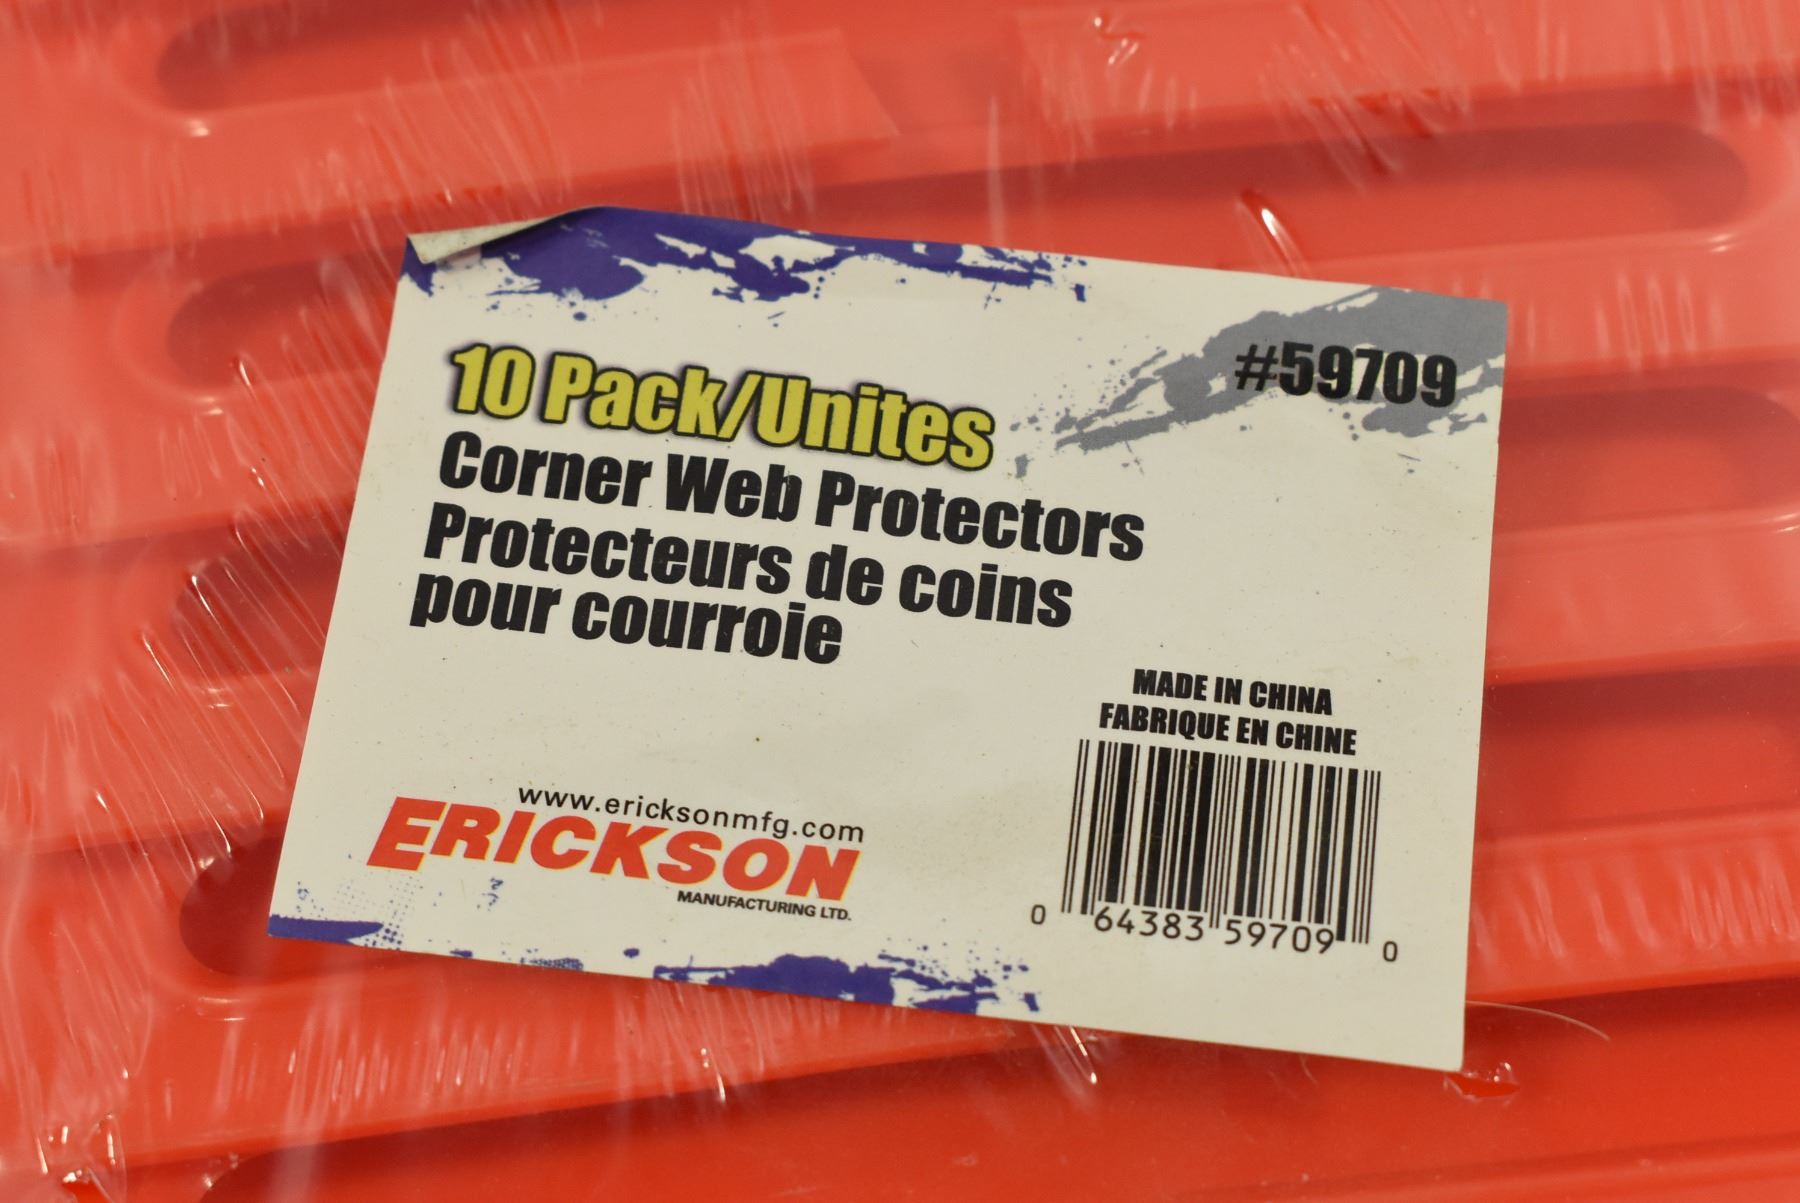 #59709
10 Pack/Unites
Corner Web Protectors
Protecteurs de coins
pour courroie
MADE IN CHINA
FABRIQUE EN CHINE
www.ericksonmfg.com
ERICKSON
MANUFACTURING LTD.
0 64383 59709 0